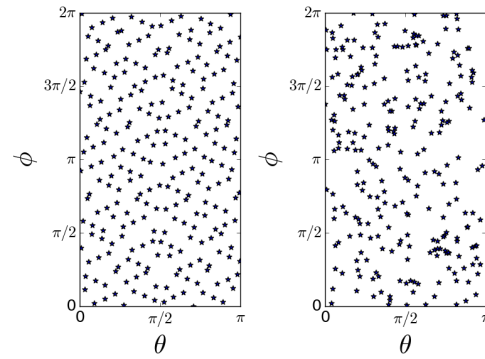 2π 2π
3π/2 3π/2
ϕ π ϕ π
π/2 π/2
0 0
0 π/2 π 0 π/2 π
θ θ